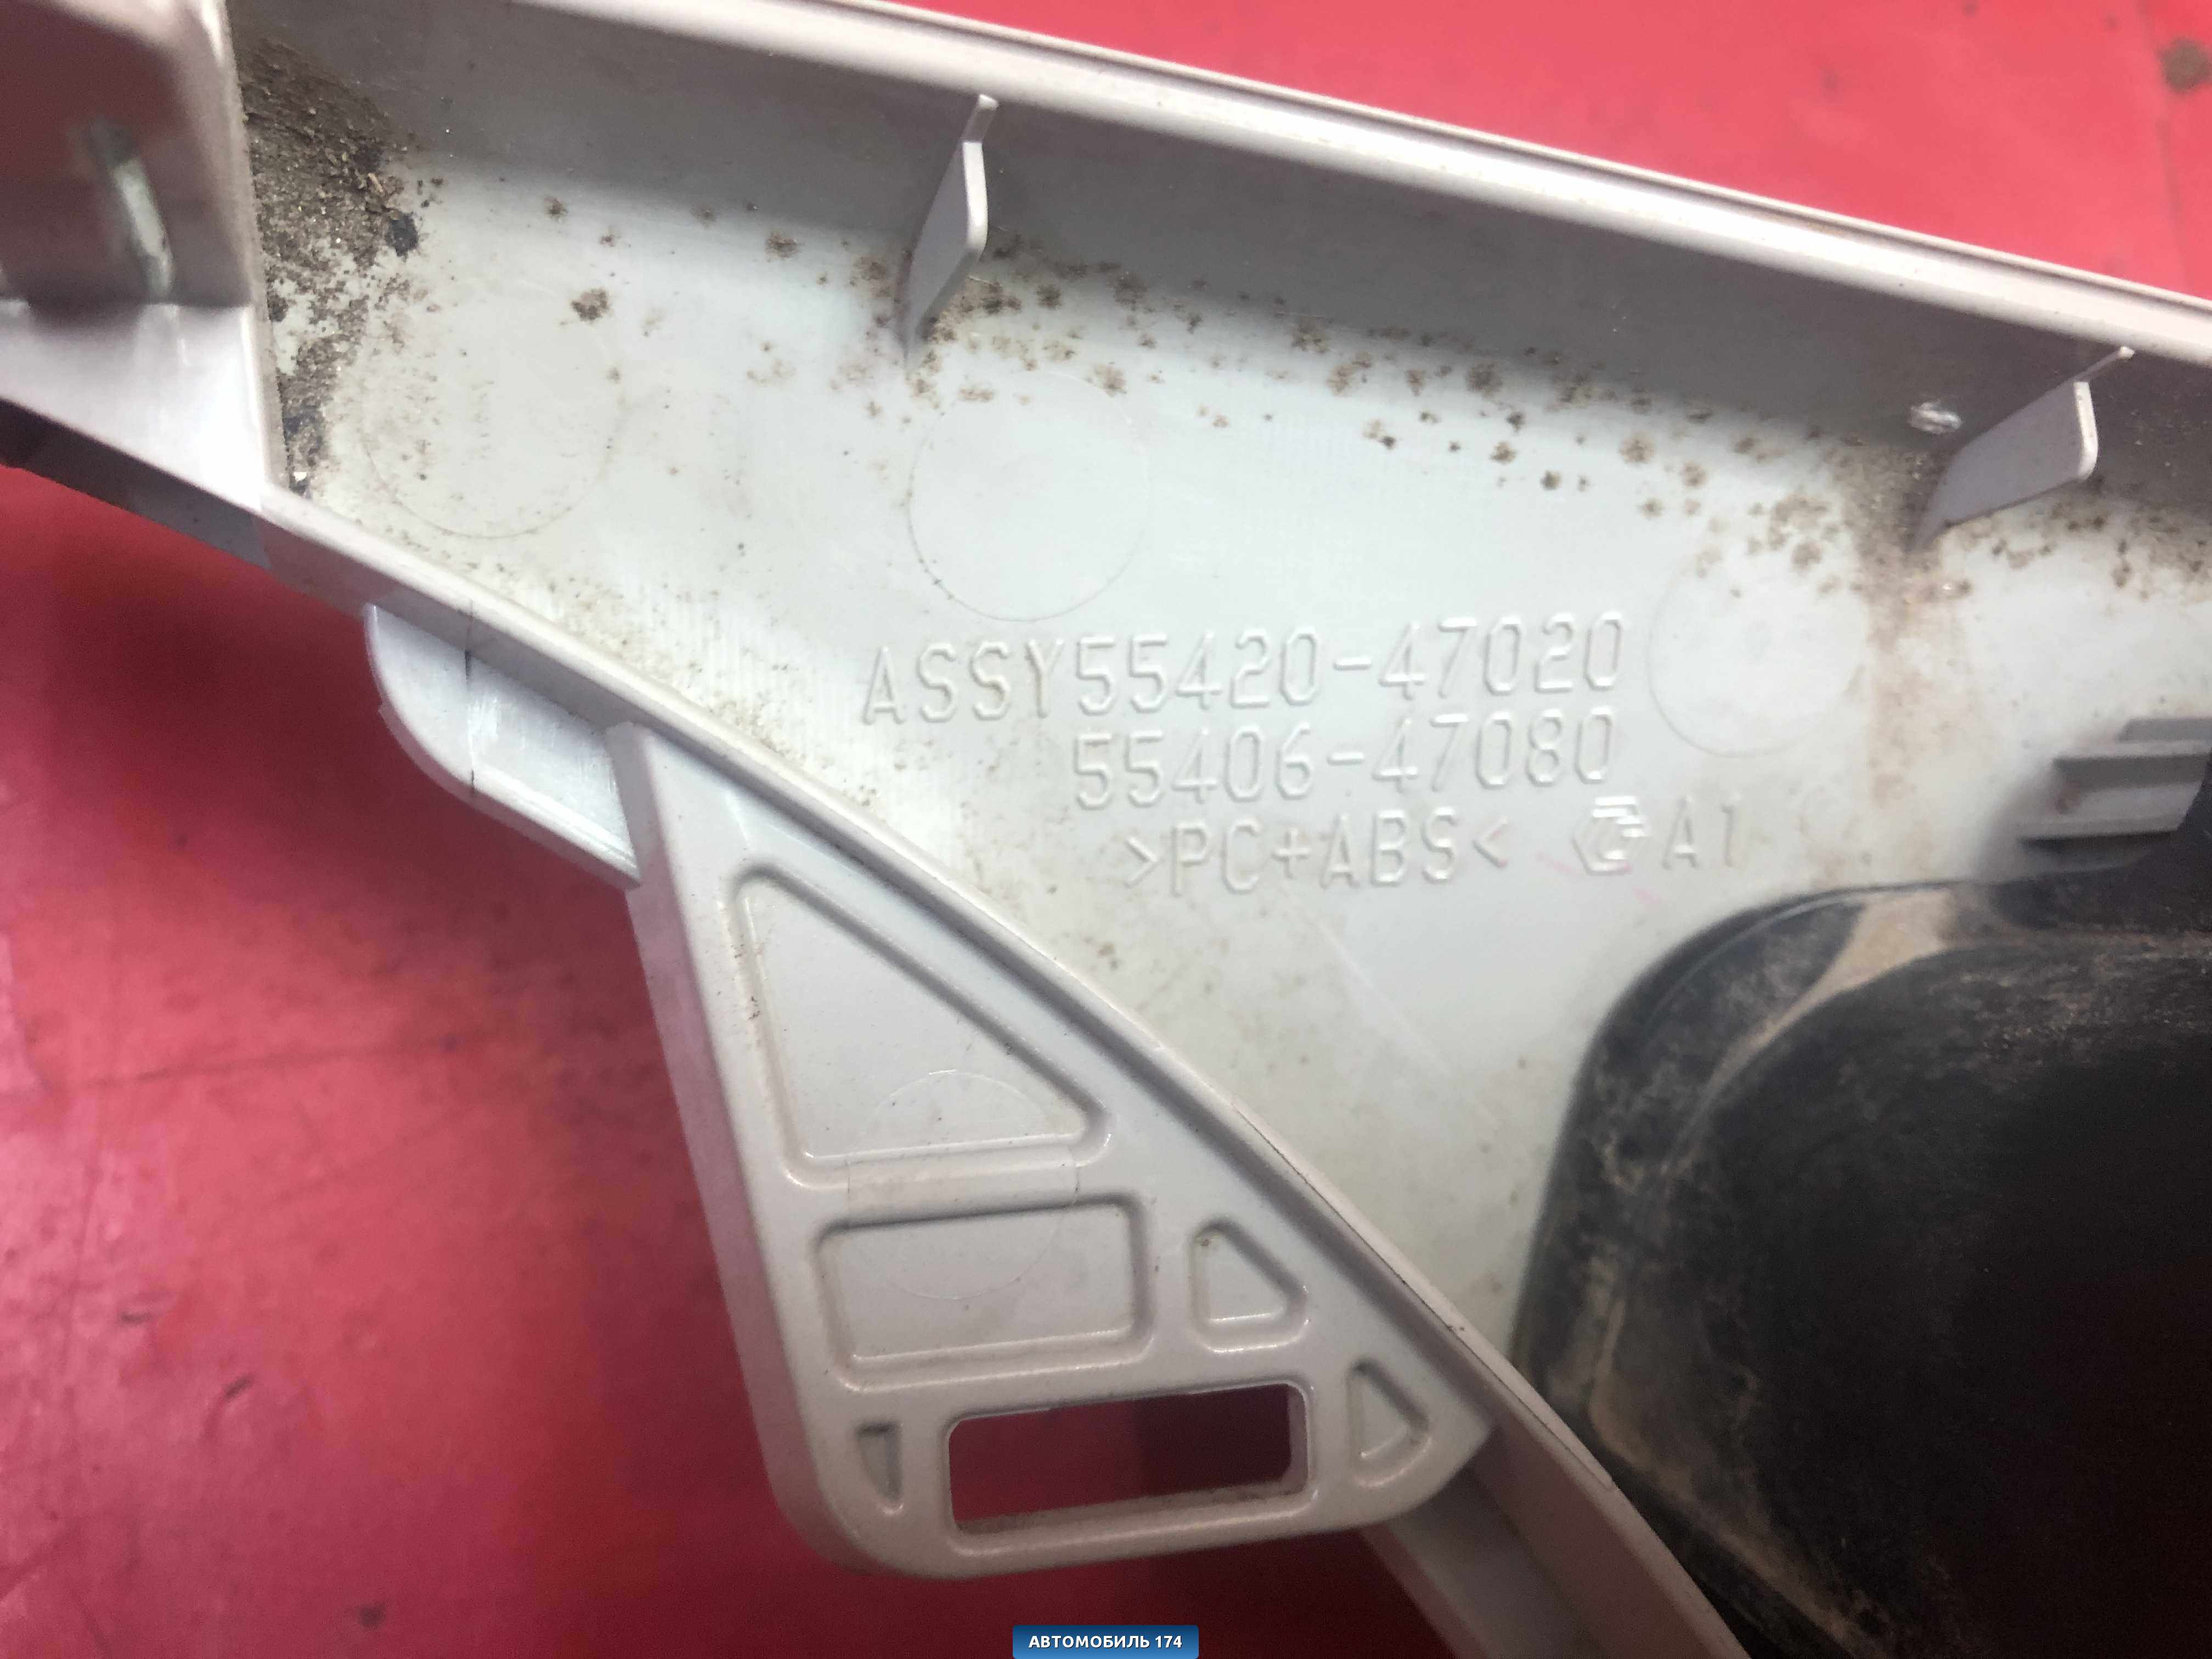 ASSY55420-47020
55406-47080
>PC+ABS< A1
АВТОМОБИЛЬ 174